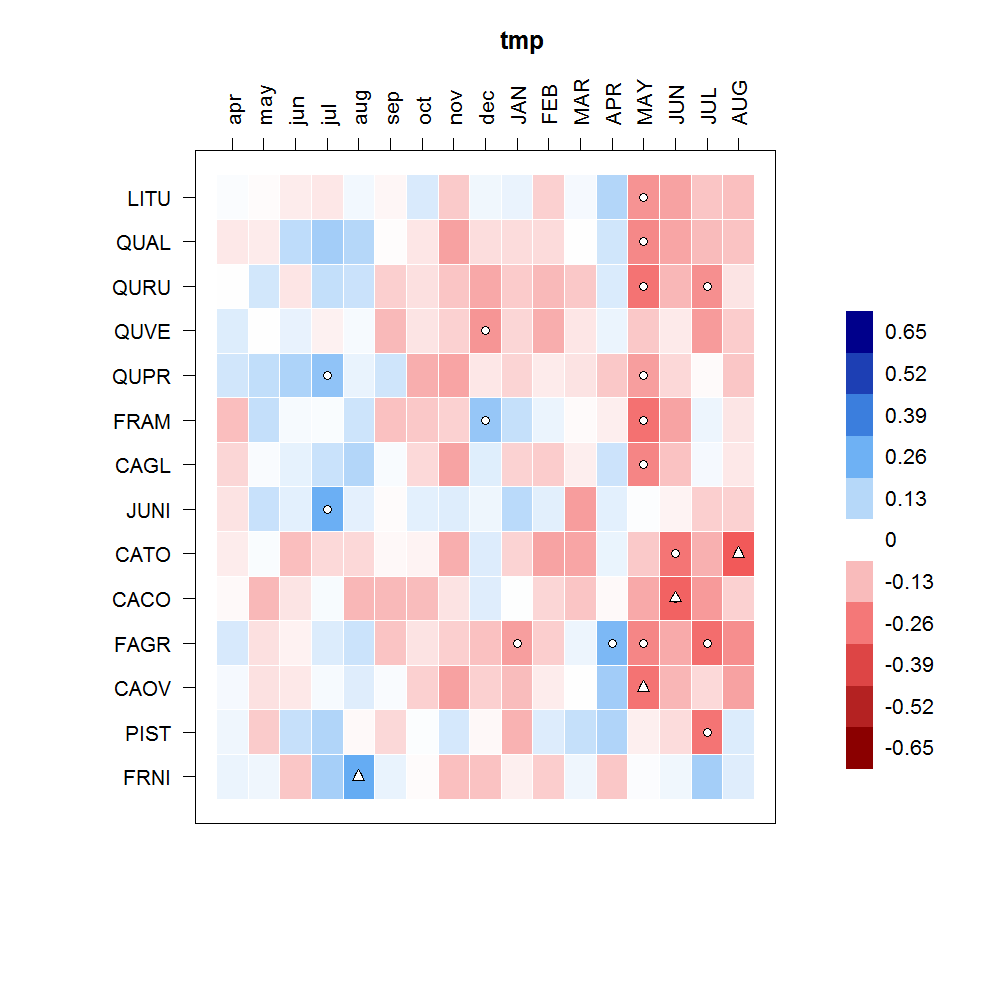 tmp
apr may jun jul aug sep oct nov dec JAN FEB MAR APR MAY JUN JUL AUG
LITU
QUAL
QURU
QUVE
QUPR
FRAM
CAGL
JUNI
CATO
CACO
FAGR
CAOV
PIST
FRNI
0.65
0.52
0.39
0.26
0.13
0
-0.13
-0.26
-0.39
-0.52
-0.65